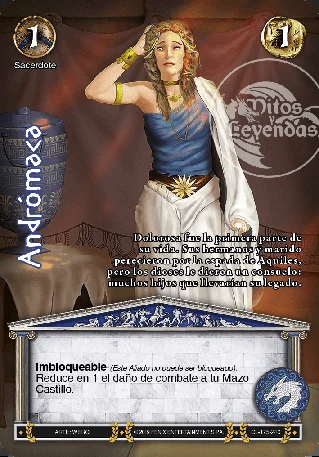 1
1
Sacerdote
Mitos
y
Leyendas
Andrómeva
Dolorosa fue la primera parte de
su vida. Sus hermanos y marido
perecieron por la espada de Aquiles,
pero los dioses le dieron un consuelo:
muchos hijos que llevarían su legado.
Imbloqueable (Este Aliado no puede ser bloqueado).
Reduce en 1 el daño de combate a tu Mazo
Castillo.